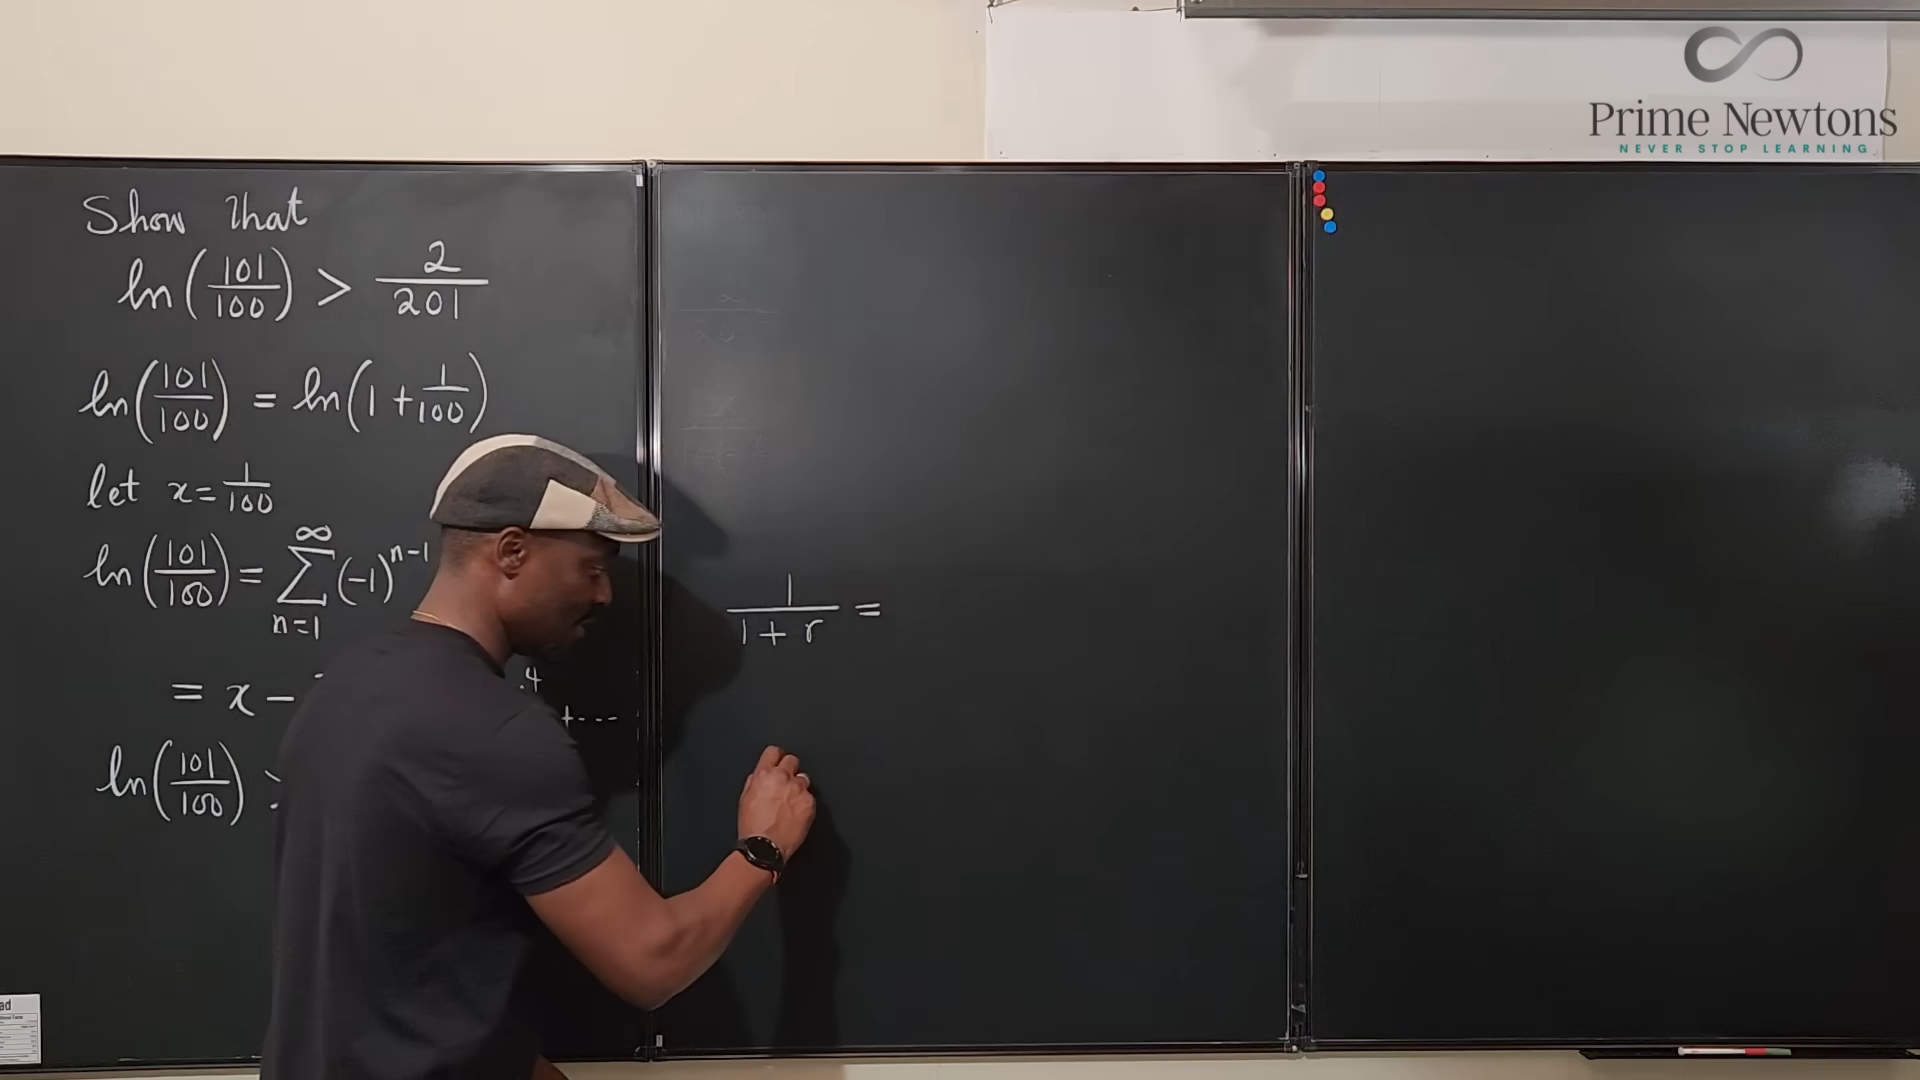 Prime Newtons
NEVER STOP LEARNING
Show that
ln(101/100) > 2/201
ln(101/100) = ln(1 + 1/100)
let x = 1/100
ln(101/100) = ∑_{n=1}^{∞} (-1)^{n-1}
= x -
+ ----
ln(101/100) >
1/(1 + r) =